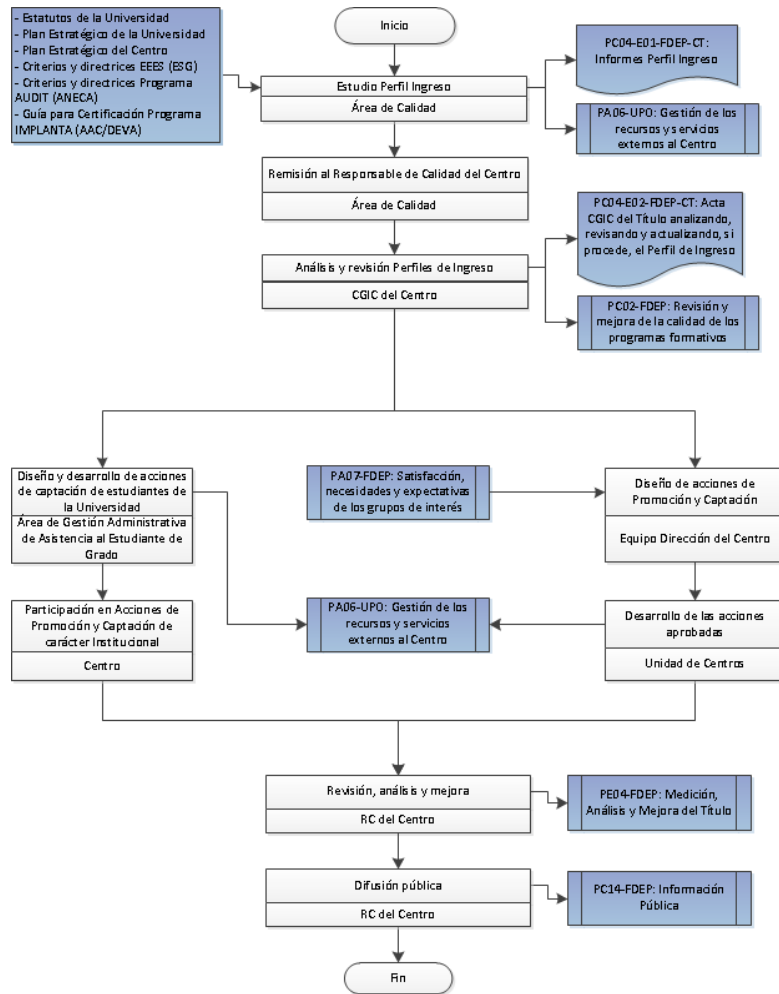 - Estatutos de la Universidad
- Plan Estratégico de la Universidad
- Plan Estratégico del Centro
- Criterios y directrices EEES (ESG)
- Criterios y directrices Programa
AUDIT (ANECA)
- Guía para Certificación Programa
IMPLANTA (AAC/DEVA)
Inicio
PC04-E01-FDEP-CT:
Informes Perfil Ingreso
Estudio Perfil Ingreso
Área de Calidad
PA06-UPO: Gestión de los
recursos y servicios
externos al Centro
Remisión al Responsable de Calidad del Centro
Área de Calidad
PC04-E02-FDEP-CT: Acta
CGIC del Título analizando,
revisando y actualizando, si
procede, el Perfil de Ingreso
Análisis y revisión Perfiles de Ingreso
CGIC del Centro
PC02-FDEP: Revisión y
mejora de la calidad de los
programas formativos
Diseño y desarrollo de acciones
de captación de estudiantes de
la Universidad
Área de Gestión Administrativa
de Asistencia al Estudiante de
Grado
PA07-FDEP: Satisfacción,
necesidades y expectativas
de los grupos de interés
Diseño de acciones de
Promoción y Captación
Equipo Dirección del Centro
Participación en Acciones de
Promoción y Captación de
carácter Institucional
Centro
PA06-UPO: Gestión de los
recursos y servicios
externos al Centro
Desarrollo de las acciones
aprobadas
Unidad de Centros
Revisión, análisis y mejora
RC del Centro
PE04-FDEP: Medición,
Análisis y Mejora del Título
Difusión pública
RC del Centro
PC14-FDEP: Información
Pública
Fin